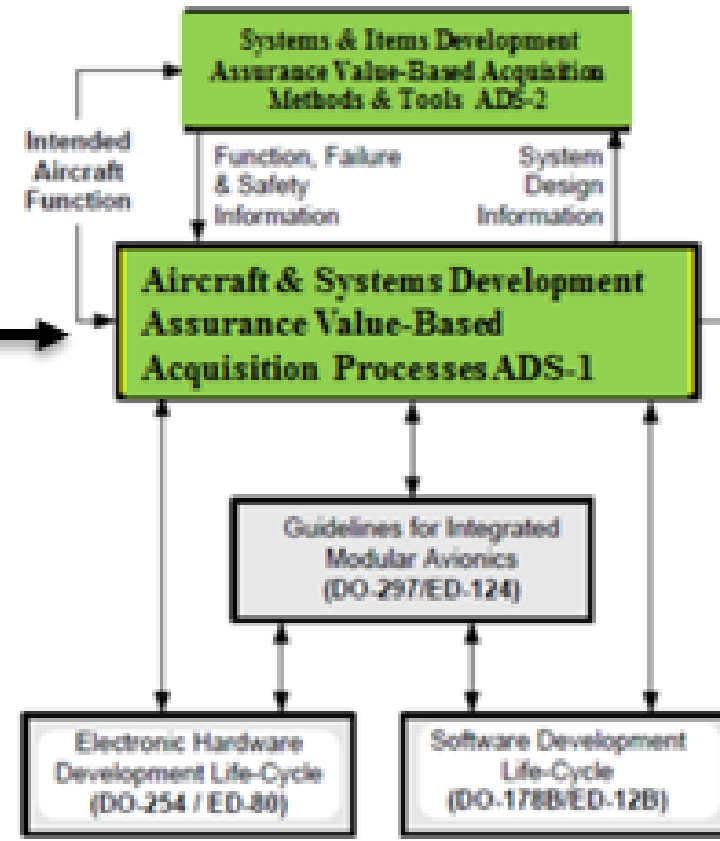 Systems & Items Development
Assurance Value-Based Acquisition
Methods & Tools ADS-2
Intended
Aircraft
Function
Function, Failure
& Safety
Information
System
Design
Information
Aircraft & Systems Development
Assurance Value-Based
Acquisition Processes ADS-1
Guidelines for Integrated
Modular Avionics
(DO-297/ED-124)
Electronic Hardware
Development Life-Cycle
(DO-254 / ED-80)
Software Development
Life-Cycle
(DO-178B/ED-12B)